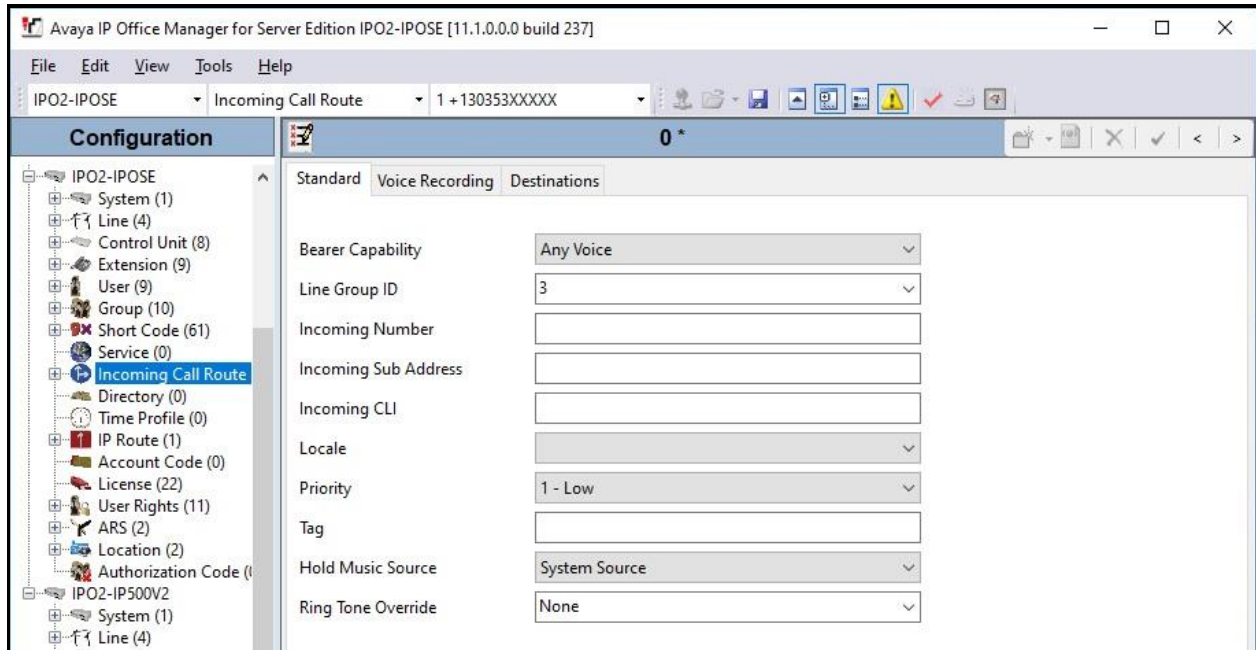 Avaya IP Office Manager for Server Edition IPO2-IPOSE [11.1.0.0.0 build 237]
File Edit View Tools Help
IPO2-IPOSE Incoming Call Route 1 +130353XXXXX
Configuration
0 *
IPO2-IPOSE
System (1)
Line (4)
Control Unit (8)
Extension (9)
User (9)
Group (10)
Short Code (61)
Service (0)
Incoming Call Route
Directory (0)
Time Profile (0)
IP Route (1)
Account Code (0)
License (22)
User Rights (11)
ARS (2)
Location (2)
Authorization Code (
IPO2-IP500V2
System (1)
Line (4)
Standard Voice Recording Destinations
Bearer Capability Any Voice
Line Group ID 3
Incoming Number
Incoming Sub Address
Incoming CLI
Locale
Priority 1 - Low
Tag
Hold Music Source System Source
Ring Tone Override None